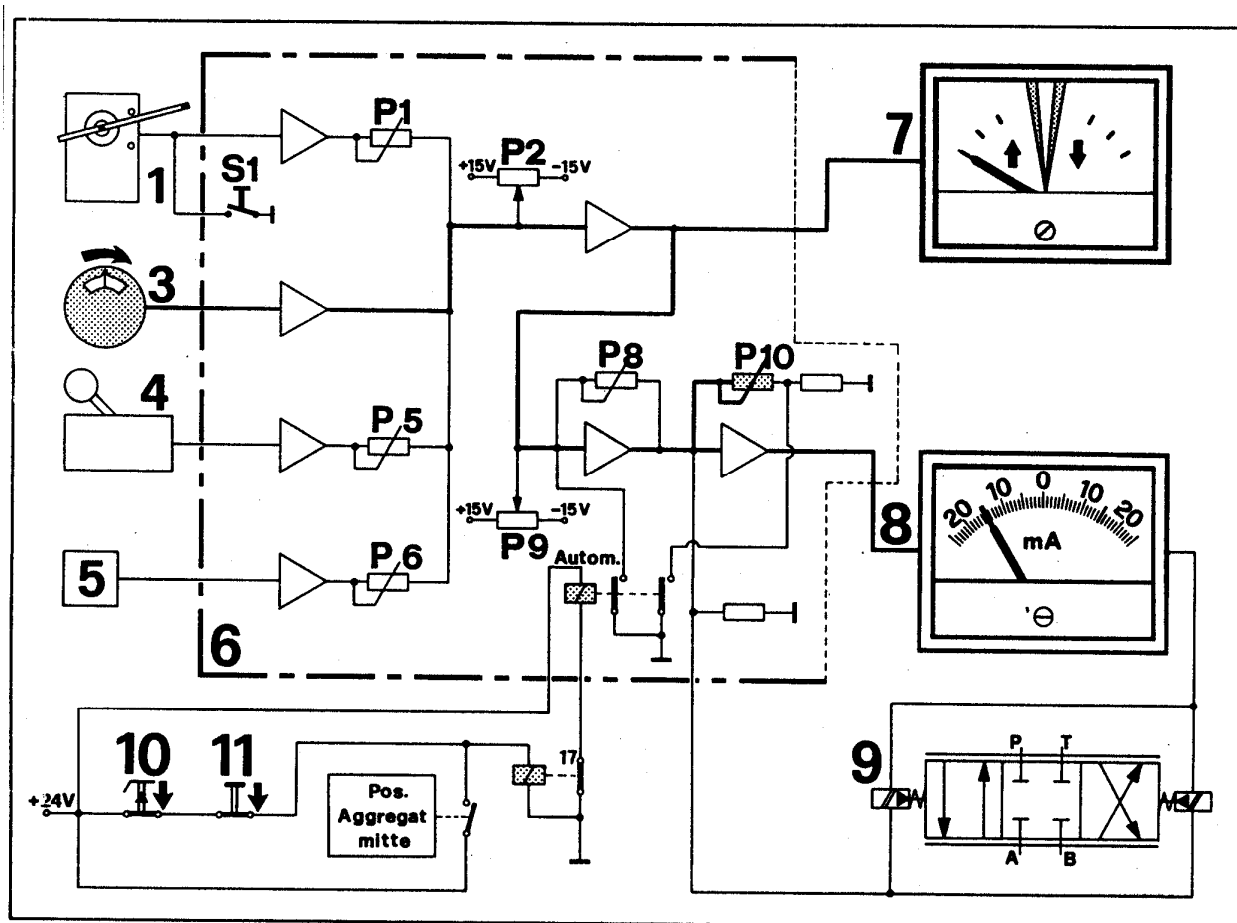 P1
7
P2
+15V
-15V
1
S1
3
P8
P10
4
P5
20 10 0 10 20
mA
8
+15V
-15V
P9
P6
Autom.
5
6
10
11
17
9
P
T
+24V
Pos.
Aggregat
mitte
A
B